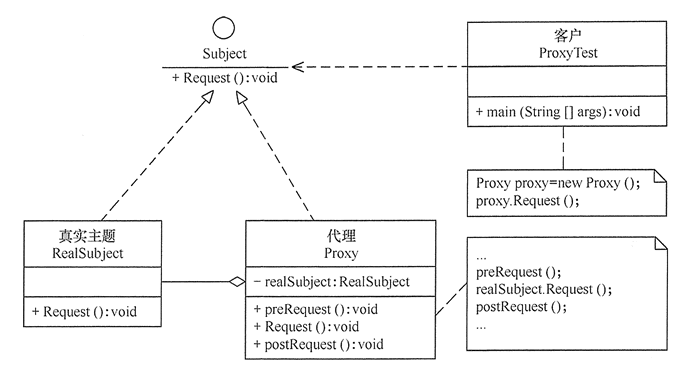 Subject
+ Request ():void
客户
ProxyTest
+ main (String [] args):void
Proxy proxy=new Proxy ();
proxy.Request ();
真实主题
RealSubject
+ Request ():void
代理
Proxy
− realSubject:RealSubject
+ preRequest ():void
+ Request ():void
+ postRequest ():void
...
preRequest ();
realSubject.Request ();
postRequest ();
...